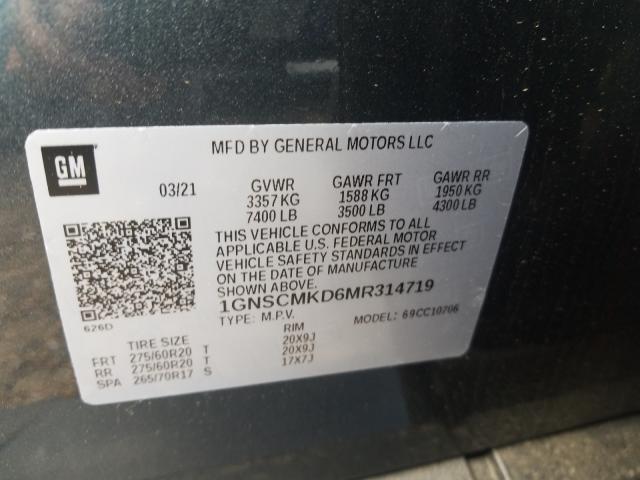 GM
MFD BY GENERAL MOTORS LLC
03/21 GVWR GAWR FRT GAWR RR
3357 KG 1588 KG 1950 KG
7400 LB 3500 LB 4300 LB
THIS VEHICLE CONFORMS TO ALL
APPLICABLE U.S. FEDERAL MOTOR
VEHICLE SAFETY STANDARDS IN EFFECT
ON THE DATE OF MANUFACTURE
SHOWN ABOVE.
1GNSCMKD6MR314719
TYPE: M.P.V. MODEL: 69CC10706
626D
TIRE SIZE RIM
FRT 275/60R20 T 20X9J
RR 275/60R20 T 20X9J
SPA 265/70R17 S 17X7J